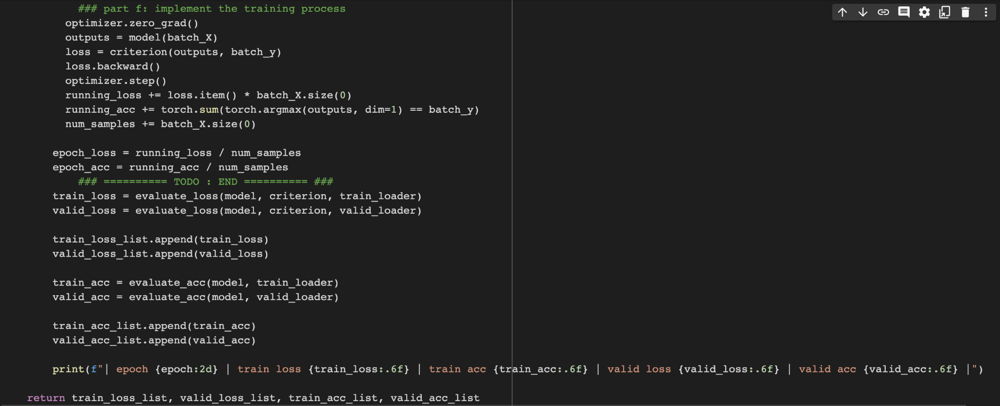 ### part f: implement the training process
optimizer.zero_grad()
outputs = model(batch_X)
loss = criterion(outputs, batch_y)
loss.backward()
optimizer.step()
running_loss += loss.item() * batch_X.size(0)
running_acc += torch.sum(torch.argmax(outputs, dim=1) == batch_y)
num_samples += batch_X.size(0)
epoch_loss = running_loss / num_samples
epoch_acc = running_acc / num_samples
### ========== TODO : END ========== ###
train_loss = evaluate_loss(model, criterion, train_loader)
valid_loss = evaluate_loss(model, criterion, valid_loader)
train_loss_list.append(train_loss)
valid_loss_list.append(valid_loss)
train_acc = evaluate_acc(model, train_loader)
valid_acc = evaluate_acc(model, valid_loader)
train_acc_list.append(train_acc)
valid_acc_list.append(valid_acc)
print(f"| epoch {epoch:2d} | train loss {train_loss:.6f} | train acc {train_acc:.6f} | valid loss {valid_loss:.6f} | valid acc {valid_acc:.6f} |")
return train_loss_list, valid_loss_list, train_acc_list, valid_acc_list